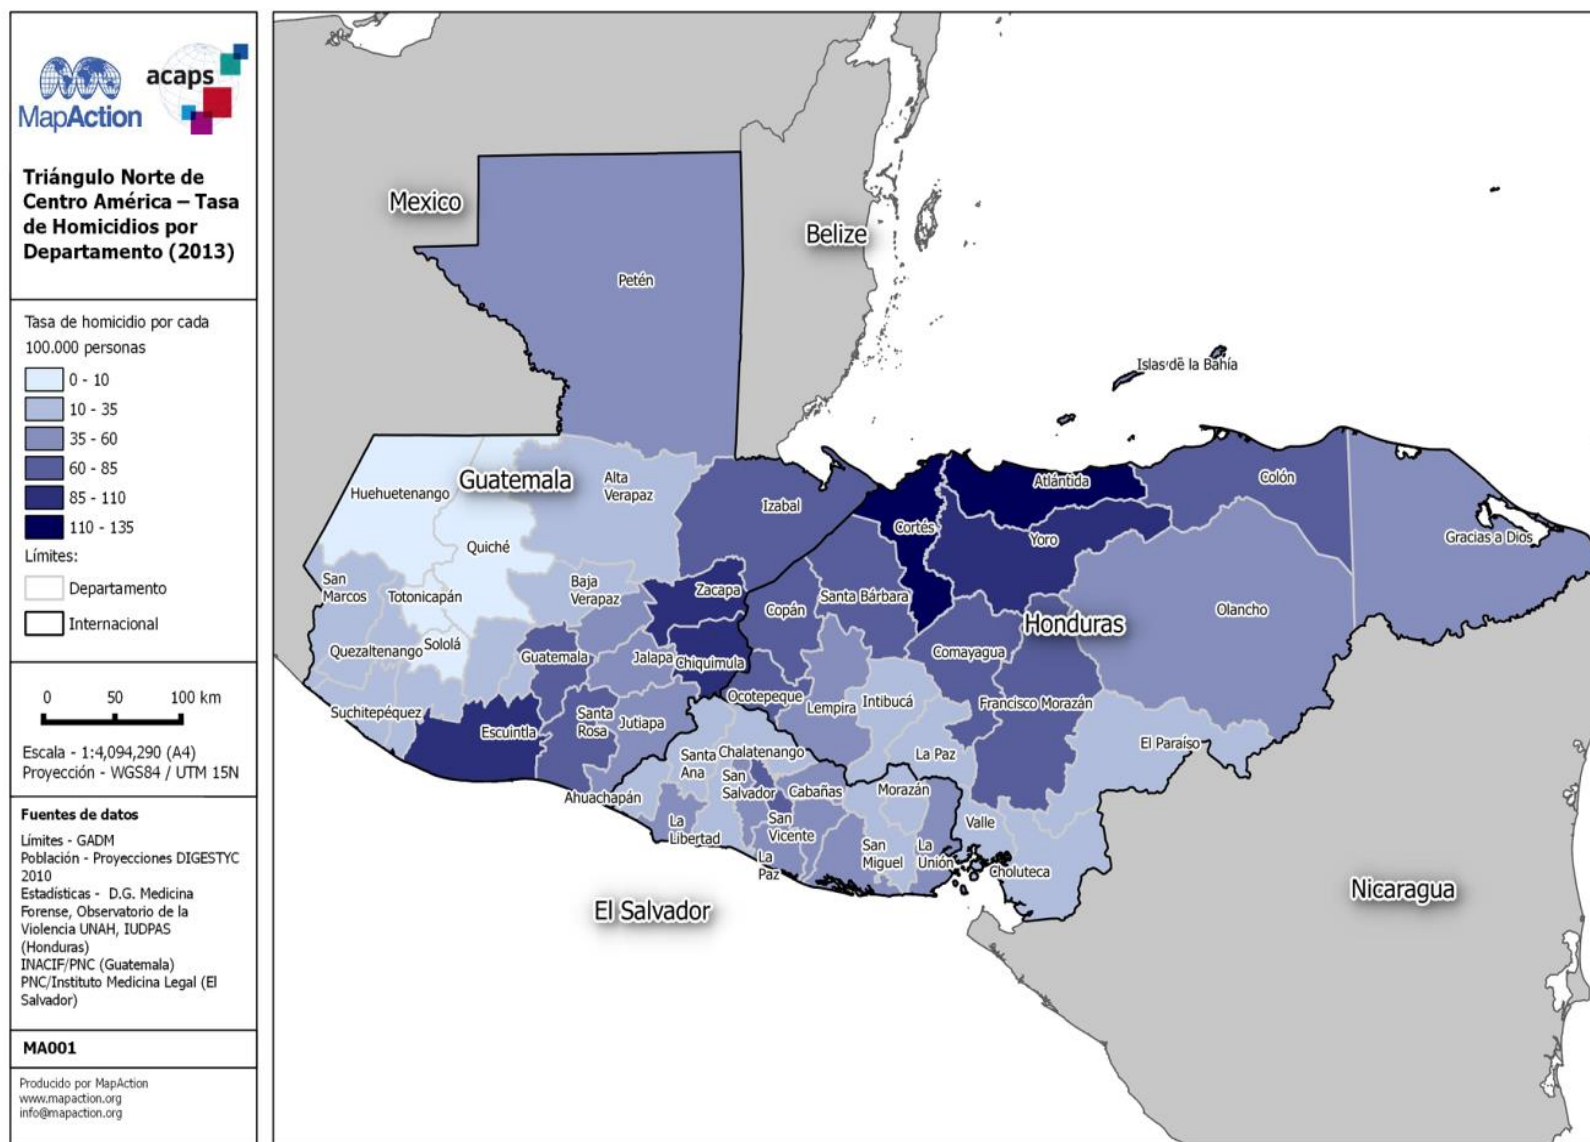 MapAction
acaps
Triángulo Norte de
Centro América – Tasa
de Homicidios por
Departamento (2013)
Tasa de homicidio por cada
100.000 personas
0 - 10
10 - 35
35 - 60
60 - 85
85 - 110
110 - 135
Límites:
Departamento
Internacional
0 50 100 km
Escala - 1:4,094,290 (A4)
Proyección - WGS84 / UTM 15N
Fuentes de datos
Límites - GADM
Población - Proyecciones DIGESTYC
2010
Estadísticas - D.G. Medicina
Forense, Observatorio de la
Violencia UNAH, IUDPAS
(Honduras)
INACIF/PNC (Guatemala)
PNC/Instituto Medicina Legal (El
Salvador)
MA001
Producido por MapAction
www.mapaction.org
info@mapaction.org
Mexico
Belize
Petén
Islas de la Bahía
Guatemala
Huehuetenango
Alta
Verapaz
Izabal
Atlántida
Colón
Cortés
Yoro
Gracias a Dios
Quiché
San
Marcos
Totonicapán
Baja
Verapaz
Zacapa
Copán
Santa Bárbara
Olancho
Honduras
Quezaltenango
Sololá
Guatemala
Jalapa
Chiquimula
Comayagua
Ocotepeque
Lempira
Intibucá
Francisco Morazán
Suchitepéquez
Escuintla
Santa
Rosa
Jutiapa
La Paz
El Paraíso
Santa
Ana
Chalatenango
San
Salvador
Cabañas
Morazán
Ahuachapán
La
Libertad
San
Vicente
La
Paz
San
Miguel
La
Unión
Valle
Choluteca
El Salvador
Nicaragua